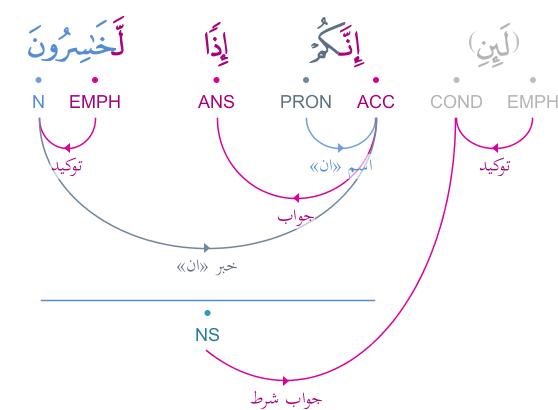 (لَئِنِ) إِنَّكُمْ إِذًا لَّخَـٰسِرُونَ
N EMPH ANS PRON ACC COND EMPH
توكيد اسم «ان» توكيد
جواب
خبر «ان»
NS
جواب شرط